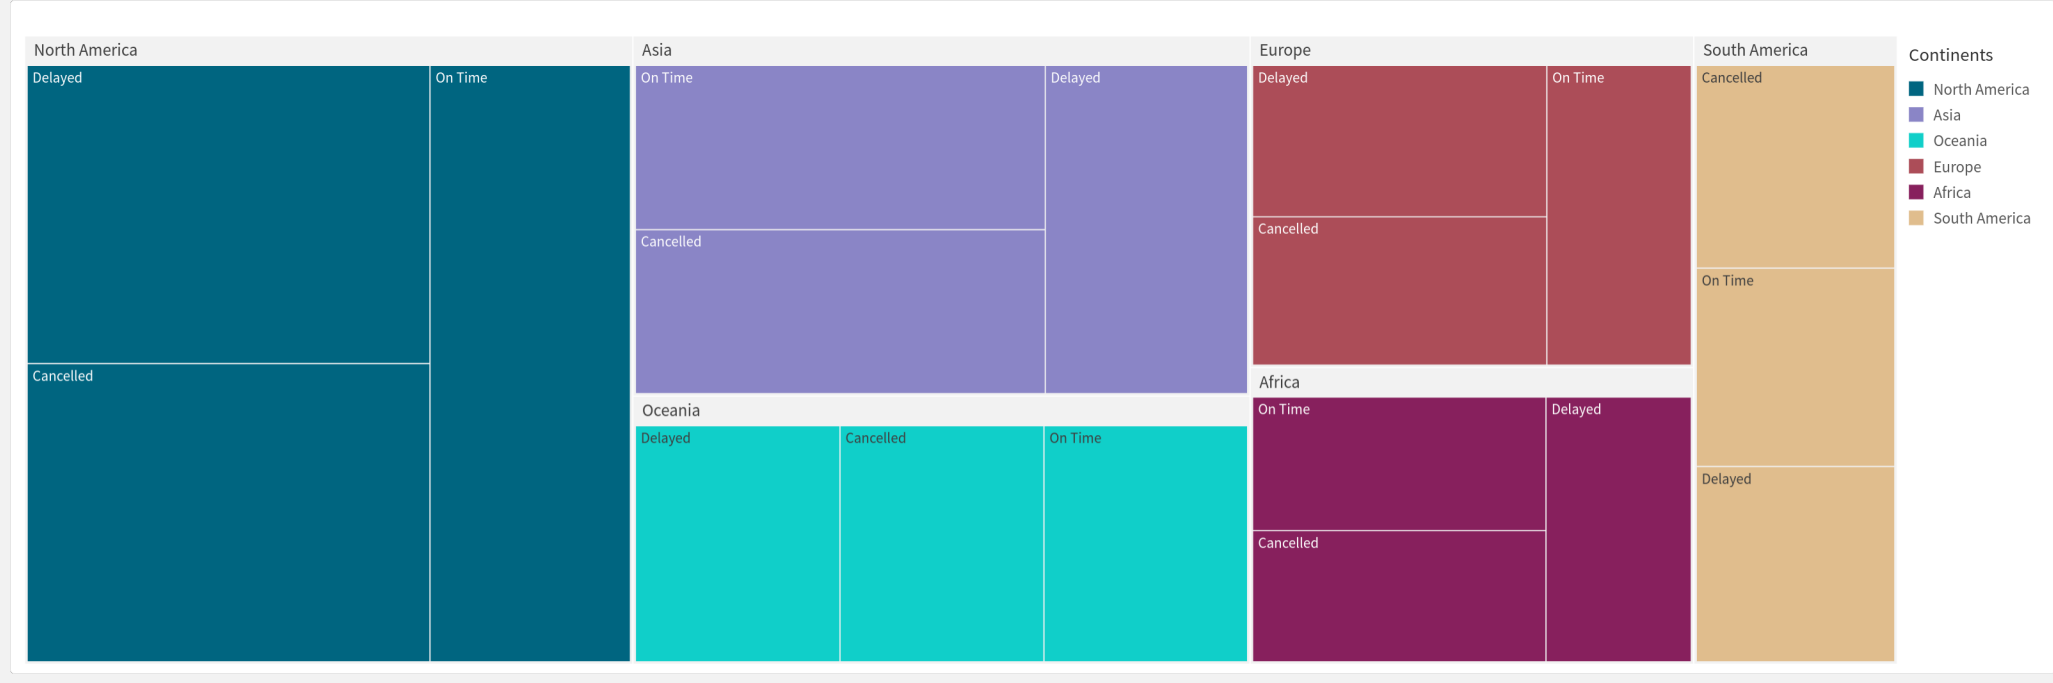 North America
Delayed
On Time
Cancelled
Asia
On Time
Delayed
Cancelled
Oceania
Delayed
Cancelled
On Time
Europe
Delayed
On Time
Cancelled
Africa
On Time
Delayed
Cancelled
South America
Cancelled
On Time
Delayed
Continents
North America
Asia
Oceania
Europe
Africa
South America